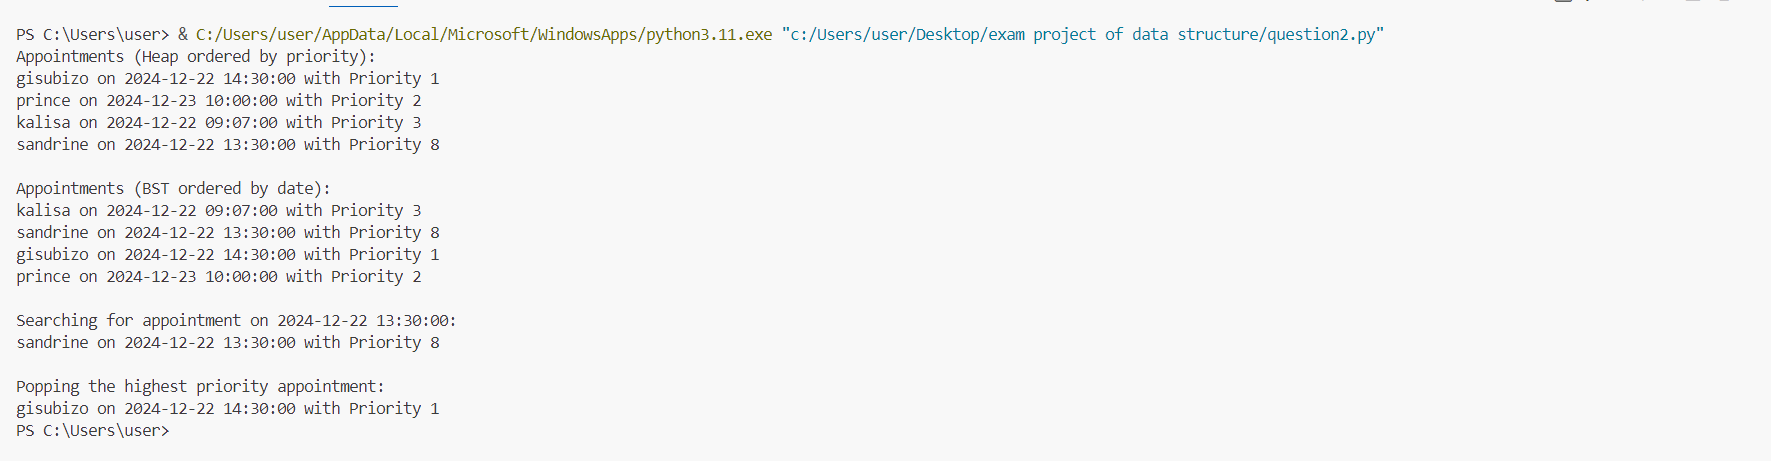 PS C:\Users\user> & C:/Users/user/AppData/Local/Microsoft/WindowsApps/python3.11.exe "c:/Users/user/Desktop/exam project of data structure/question2.py"
Appointments (Heap ordered by priority):
gisubizo on 2024-12-22 14:30:00 with Priority 1
prince on 2024-12-23 10:00:00 with Priority 2
kalisa on 2024-12-22 09:07:00 with Priority 3
sandrine on 2024-12-22 13:30:00 with Priority 8
Appointments (BST ordered by date):
kalisa on 2024-12-22 09:07:00 with Priority 3
sandrine on 2024-12-22 13:30:00 with Priority 8
gisubizo on 2024-12-22 14:30:00 with Priority 1
prince on 2024-12-23 10:00:00 with Priority 2
Searching for appointment on 2024-12-22 13:30:00:
sandrine on 2024-12-22 13:30:00 with Priority 8
Popping the highest priority appointment:
gisubizo on 2024-12-22 14:30:00 with Priority 1
PS C:\Users\user>